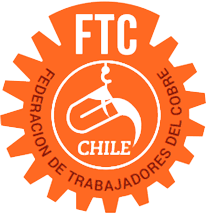 FTC
CHILE
FEDERACION DE TRABAJADORES DEL COBRE